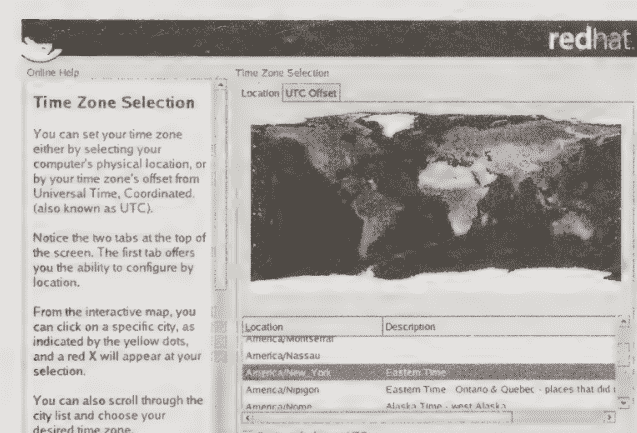 redhat.
Online Help
Time Zone Selection
You can set your time zone
either by selecting your
computer's physical location, or
by your time zone's offset from
Universal Time, Coordinated.
(also known as UTC).
Notice the two tabs at the top of
the screen. The first tab offers
you the ability to configure by
location.
From the interactive map, you
can click on a specific city, as
indicated by the yellow dots,
and a red X will appear at your
selection.
You can also scroll through the
city list and choose your
desired time zone.
Time Zone Selection
Location UTC Offset
Location Description
America/Montserrat
America/Nassau
America/New_York Eastern Time
America/Nipigon Eastern Time - Ontario & Quebec - places that did
America/Nome Alaska Time - west Alaska